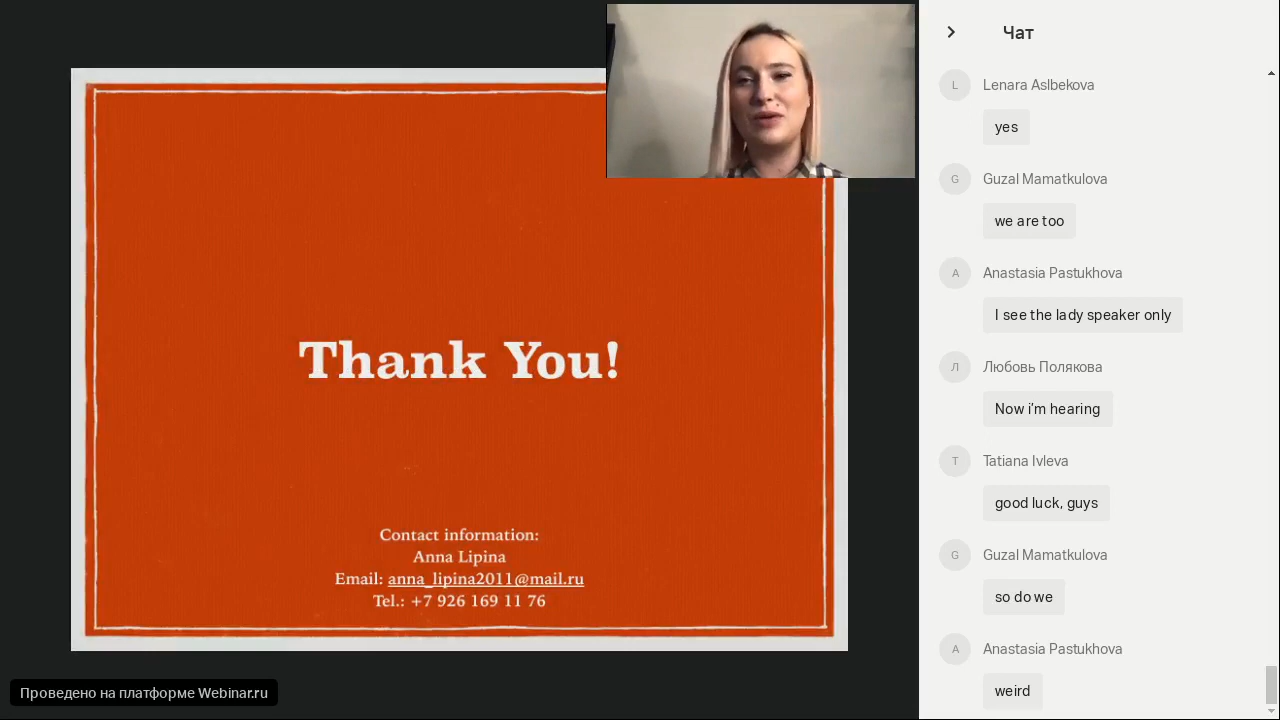 Thank You!
Contact information:
Anna Lipina
Email: anna_lipina2011@mail.ru
Tel.: +7 926 169 11 76
Проведено на платформе Webinar.ru
Чат
L
Lenara Aslbekova
yes
G
Guzal Mamatkulova
we are too
A
Anastasia Pastukhova
I see the lady speaker only
Л
Любовь Полякова
Now i'm hearing
T
Tatiana Ivleva
good luck, guys
G
Guzal Mamatkulova
so do we
A
Anastasia Pastukhova
weird